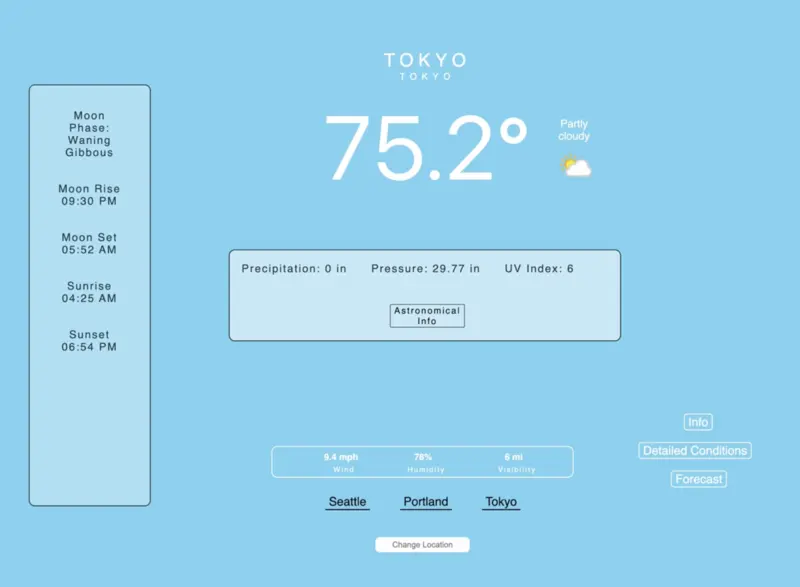 TOKYO
TOKYO
75.2°
Partly
cloudy
Moon
Phase:
Waning
Gibbous
Moon Rise
09:30 PM
Moon Set
05:52 AM
Sunrise
04:25 AM
Sunset
06:54 PM
Precipitation: 0 in Pressure: 29.77 in UV Index: 6
Astronomical
Info
9.4 mph 78% 6 mi
Wind Humidity Visibility
Seattle Portland Tokyo
Change Location
Info
Detailed Conditions
Forecast